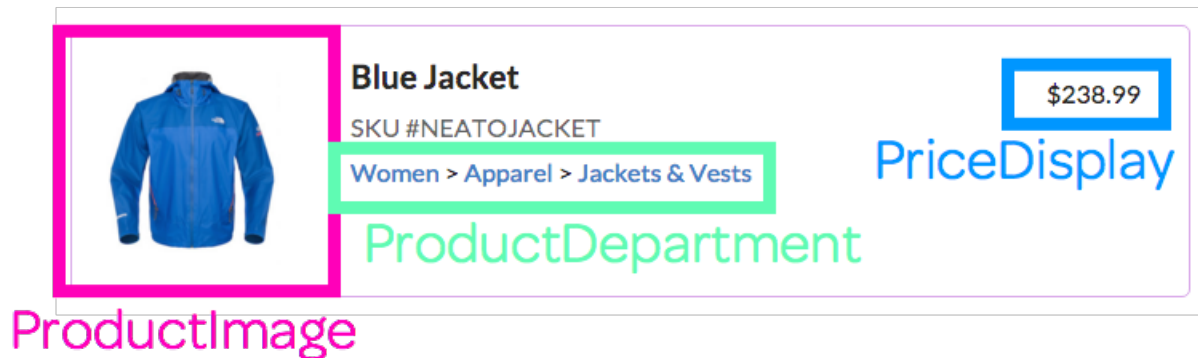 Blue Jacket
$238.99
SKU #NEATOJACKET
Women > Apparel > Jackets & Vests
PriceDisplay
ProductDepartment
ProductImage